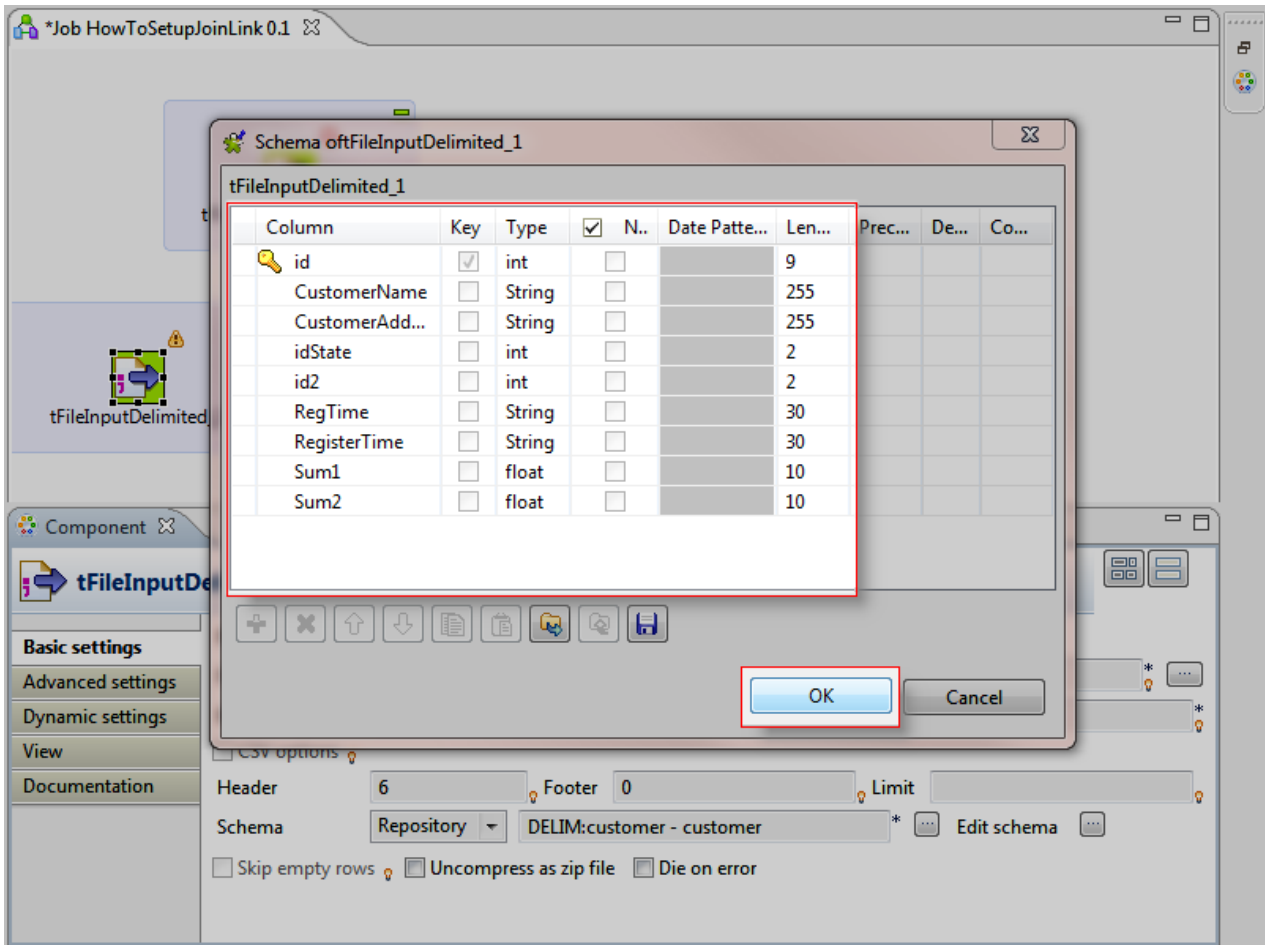 *Job HowToSetupJoinLink 0.1
Schema oftFileInputDelimited_1
tFileInputDelimited_1
t
Column Key Type N.. Date Patte... Len... Prec... De... Co...
id int 9
CustomerName String 255
CustomerAdd... String 255
idState int 2
id2 int 2
RegTime String 30
RegisterTime String 30
Sum1 float 10
Sum2 float 10
tFileInputDelimited_
Component
tFileInputDe
OK Cancel
Basic settings
Advanced settings
Dynamic settings
View
Documentation
* ...
*
CSV options
Header 6 Footer 0 Limit
Schema Repository DELIM:customer - customer * ... Edit schema ...
Skip empty rows Uncompress as zip file Die on error